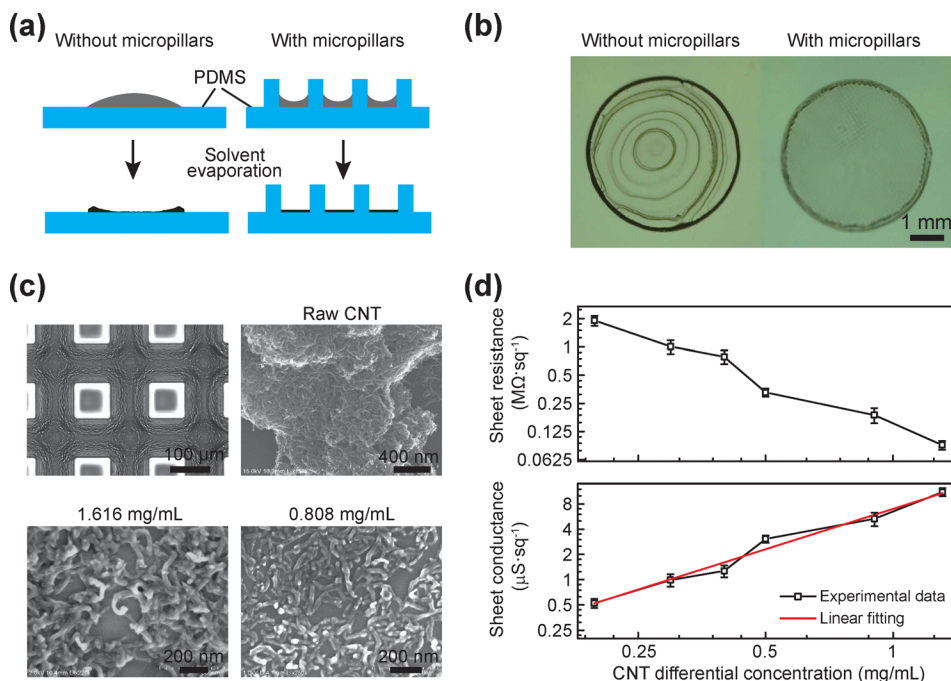 (a)
Without micropillars
With micropillars
PDMS
Solvent
evaporation
(b)
Without micropillars
With micropillars
1 mm
(c)
Raw CNT
100 µm
400 nm
1.616 mg/mL
0.808 mg/mL
200 nm
200 nm
(d)
Sheet resistance
(MΩ·sq⁻¹)
2
1
0.5
0.25
0.125
0.0625
Sheet conductance
(µS·sq⁻¹)
8
4
2
1
0.5
0.25
Experimental data
Linear fitting
0.25
0.5
1
CNT differential concentration (mg/mL)